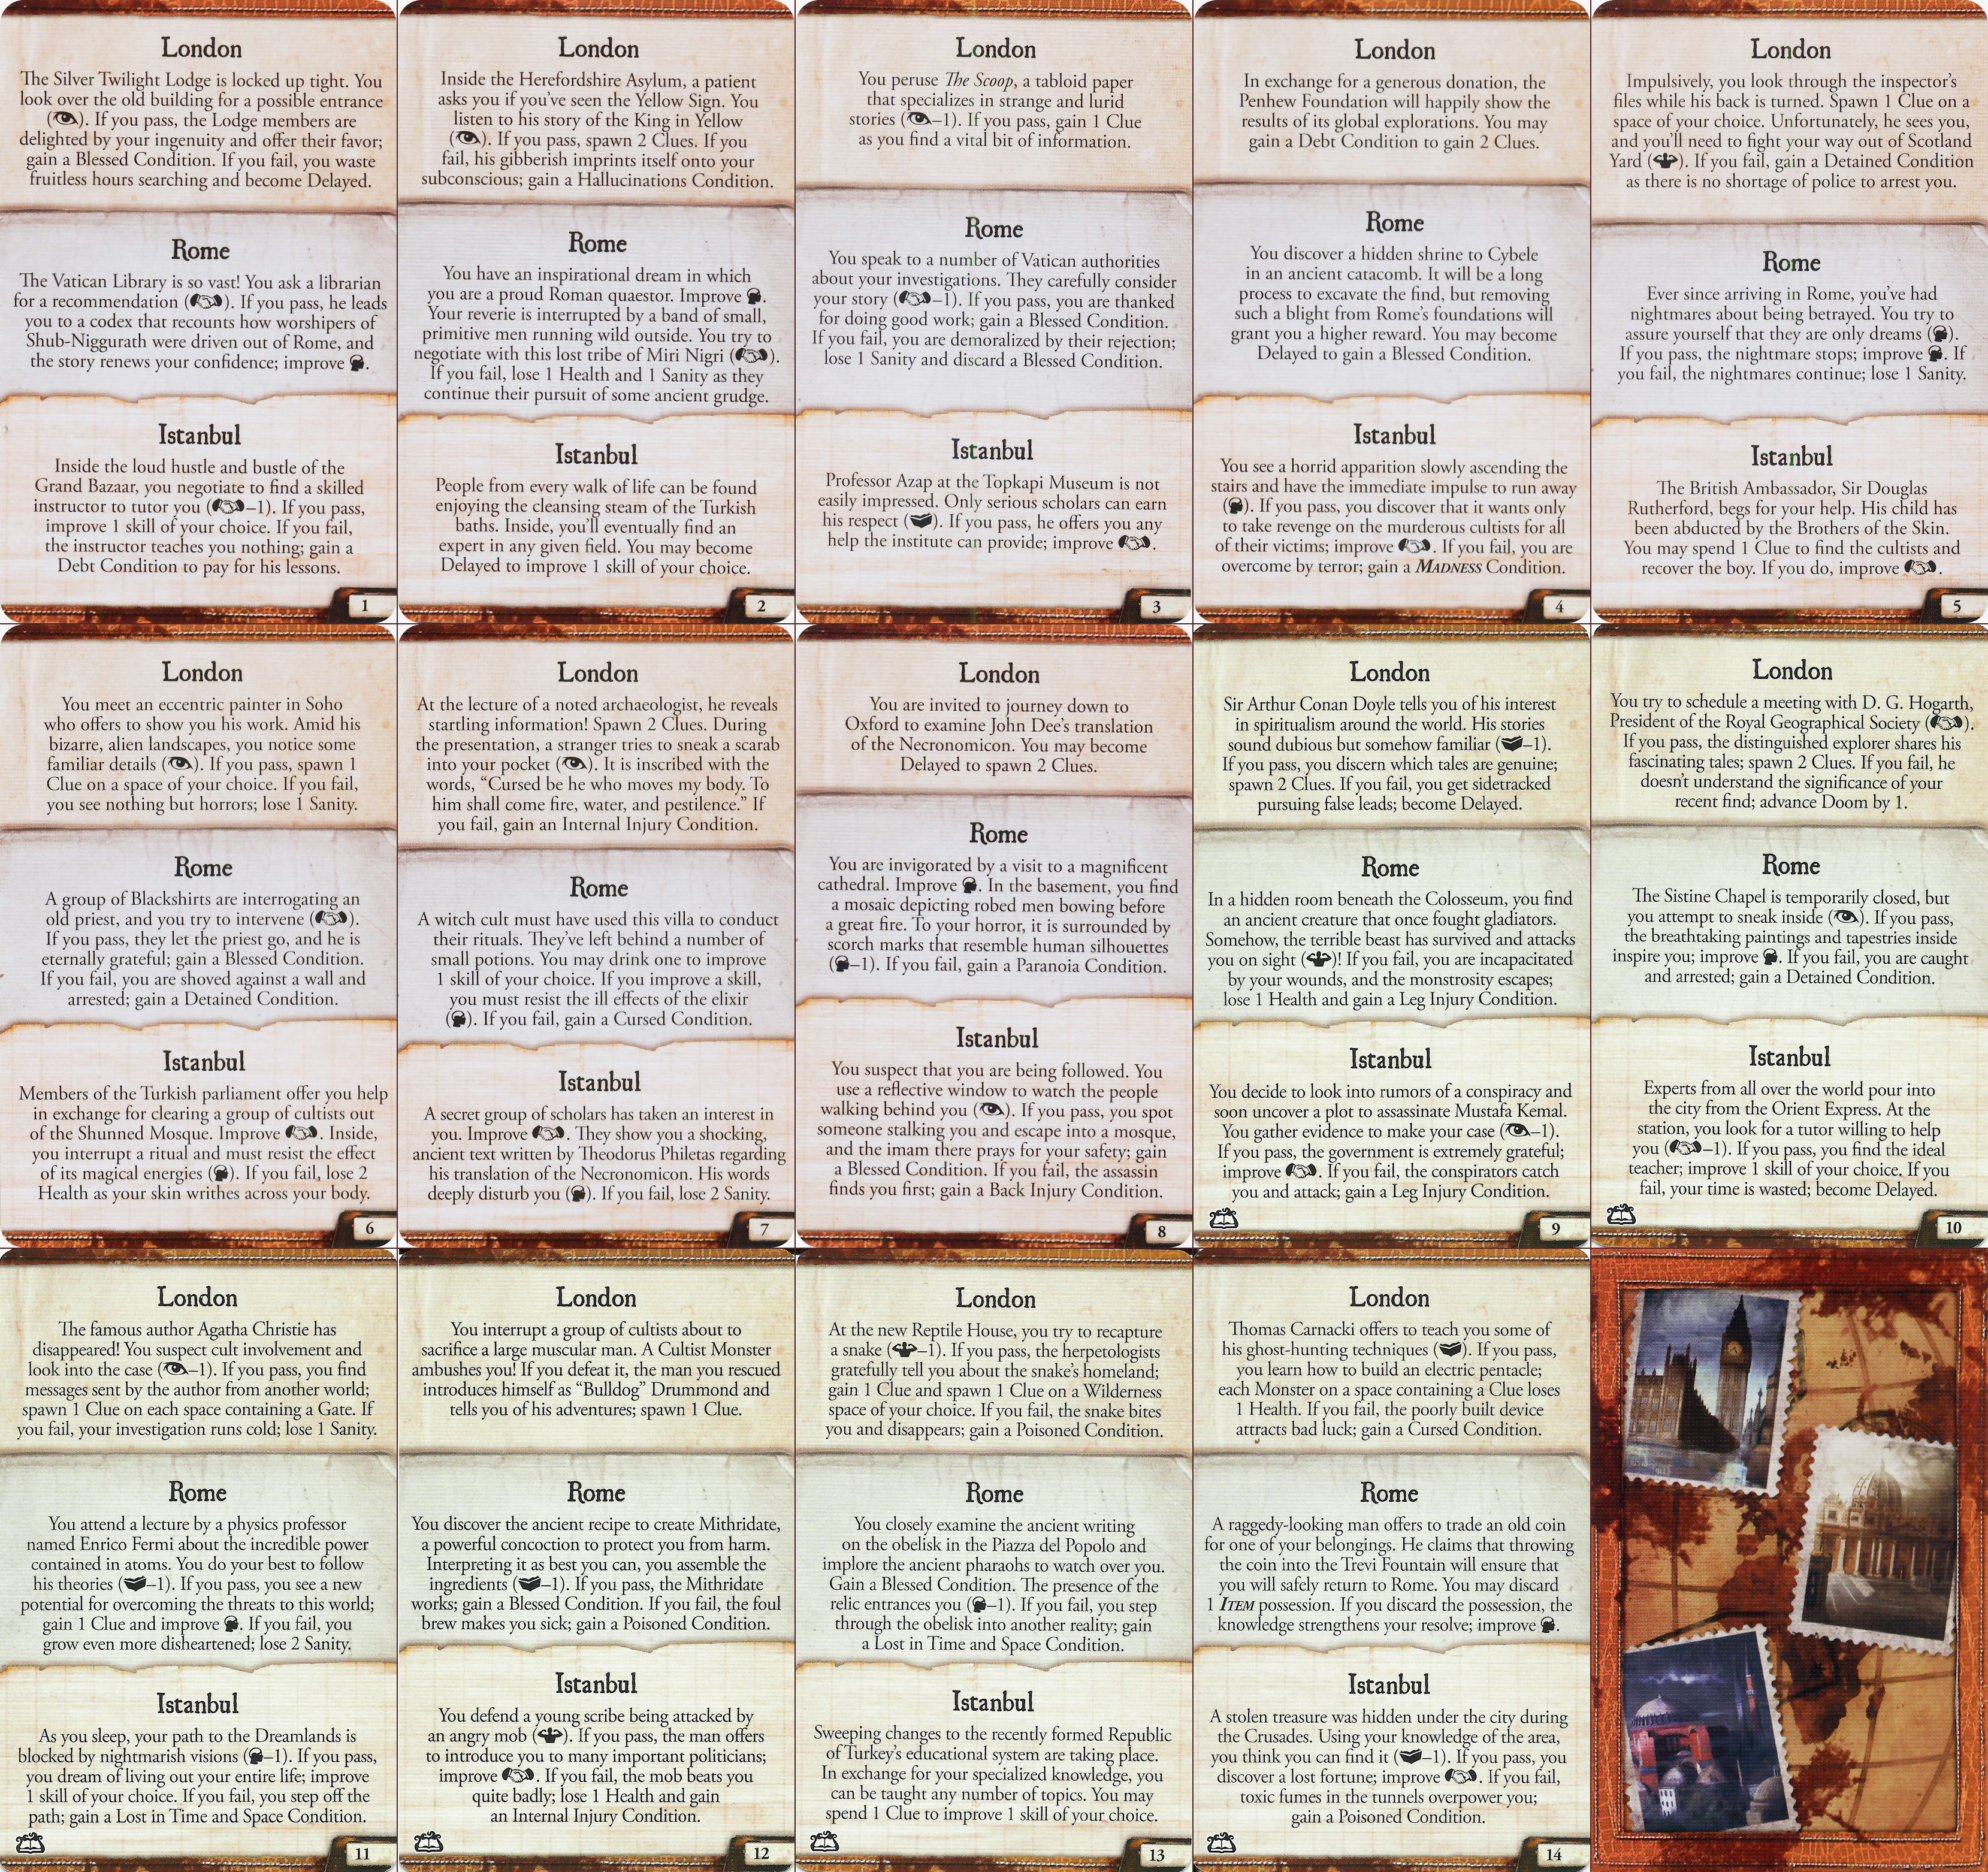 London
The Silver Twilight Lodge is locked up tight. You
look over the old building for a possible entrance
( ). If you pass, the Lodge members are
delighted by your ingenuity and offer their favor;
gain a Blessed Condition. If you fail, you waste
fruitless hours searching and become Delayed.
Rome
The Vatican Library is so vast! You ask a librarian
for a recommendation ( ). If you pass, he leads
you to a codex that recounts how worshipers of
Shub-Niggurath were driven out of Rome, and
the story renews your confidence; improve .
Istanbul
Inside the loud hustle and bustle of the
Grand Bazaar, you negotiate to find a skilled
instructor to tutor you ( –1). If you pass,
improve 1 skill of your choice. If you fail,
the instructor teaches you nothing; gain a
Debt Condition to pay for his lessons.
1
London
Inside the Herefordshire Asylum, a patient
asks you if you've seen the Yellow Sign. You
listen to his story of the King in Yellow
( ). If you pass, spawn 2 Clues. If you
fail, his gibberish imprints itself onto your
subconscious; gain a Hallucinations Condition.
Rome
You have an inspirational dream in which
you are a proud Roman quaestor. Improve .
Your reverie is interrupted by a band of small,
primitive men running wild outside. You try to
negotiate with this lost tribe of Miri Nigri ( ).
If you fail, lose 1 Health and 1 Sanity as they
continue their pursuit of some ancient grudge.
Istanbul
People from every walk of life can be found
enjoying the cleansing steam of the Turkish
baths. Inside, you'll eventually find an
expert in any given field. You may become
Delayed to improve 1 skill of your choice.
2
London
You peruse The Scoop, a tabloid paper
that specializes in strange and lurid
stories ( –1). If you pass, gain 1 Clue
as you find a vital bit of information.
Rome
You speak to a number of Vatican authorities
about your investigations. They carefully consider
your story ( –1). If you pass, you are thanked
for doing good work; gain a Blessed Condition.
If you fail, you are demoralized by their rejection;
lose 1 Sanity and discard a Blessed Condition.
Istanbul
Professor Azap at the Topkapi Museum is not
easily impressed. Only serious scholars can earn
his respect ( ). If you pass, he offers you any
help the institute can provide; improve .
3
London
In exchange for a generous donation, the
Penhew Foundation will happily show the
results of its global explorations. You may
gain a Debt Condition to gain 2 Clues.
Rome
You discover a hidden shrine to Cybele
in an ancient catacomb. It will be a long
process to excavate the find, but removing
such a blight from Rome's foundations will
grant you a higher reward. You may become
Delayed to gain a Blessed Condition.
Istanbul
You see a horrid apparition slowly ascending the
stairs and have the immediate impulse to run away
( ). If you pass, you discover that it wants only
to take revenge on the murderous cultists for all
of their victims; improve . If you fail, you are
overcome by terror; gain a MADNESS Condition.
4
London
Impulsively, you look through the inspector's
files while his back is turned. Spawn 1 Clue on a
space of your choice. Unfortunately, he sees you,
and you'll need to fight your way out of Scotland
Yard ( ). If you fail, gain a Detained Condition
as there is no shortage of police to arrest you.
Rome
Ever since arriving in Rome, you've had
nightmares about being betrayed. You try to
assure yourself that they are only dreams ( ).
If you pass, the nightmare stops; improve . If
you fail, the nightmares continue; lose 1 Sanity.
Istanbul
The British Ambassador, Sir Douglas
Rutherford, begs for your help. His child has
been abducted by the Brothers of the Skin.
You may spend 1 Clue to find the cultists and
recover the boy. If you do, improve .
5
London
You meet an eccentric painter in Soho
who offers to show you his work. Amid his
bizarre, alien landscapes, you notice some
familiar details ( ). If you pass, spawn 1
Clue on a space of your choice. If you fail,
you see nothing but horrors; lose 1 Sanity.
Rome
A group of Blackshirts are interrogating an
old priest, and you try to intervene ( ).
If you pass, they let the priest go, and he is
eternally grateful; gain a Blessed Condition.
If you fail, you are shoved against a wall and
arrested; gain a Detained Condition.
Istanbul
Members of the Turkish parliament offer you help
in exchange for clearing a group of cultists out
of the Shunned Mosque. Improve . Inside,
you interrupt a ritual and must resist the effect
of its magical energies ( ). If you fail, lose 2
Health as your skin writhes across your body.
6
London
At the lecture of a noted archaeologist, he reveals
startling information! Spawn 2 Clues. During
the presentation, a stranger tries to sneak a scarab
into your pocket ( ). It is inscribed with the
words, "Cursed be he who moves my body. To
him shall come fire, water, and pestilence." If
you fail, gain an Internal Injury Condition.
Rome
A witch cult must have used this villa to conduct
their rituals. They've left behind a number of
small potions. You may drink one to improve
1 skill of your choice. If you improve a skill,
you must resist the ill effects of the elixir
( ). If you fail, gain a Cursed Condition.
Istanbul
A secret group of scholars has taken an interest in
you. Improve . They show you a shocking,
ancient text written by Theodorus Philetas regarding
his translation of the Necronomicon. His words
deeply disturb you ( ). If you fail, lose 2 Sanity.
7
London
You are invited to journey down to
Oxford to examine John Dee's translation
of the Necronomicon. You may become
Delayed to spawn 2 Clues.
Rome
You are invigorated by a visit to a magnificent
cathedral. Improve . In the basement, you find
a mosaic depicting robed men bowing before
a great fire. To your horror, it is surrounded by
scorch marks that resemble human silhouettes
( –1). If you fail, gain a Paranoia Condition.
Istanbul
You suspect that you are being followed. You
use a reflective window to watch the people
walking behind you ( ). If you pass, you spot
someone stalking you and escape into a mosque,
and the imam there prays for your safety; gain
a Blessed Condition. If you fail, the assassin
finds you first; gain a Back Injury Condition.
8
London
Sir Arthur Conan Doyle tells you of his interest
in spiritualism around the world. His stories
sound dubious but somehow familiar ( –1).
If you pass, you discern which tales are genuine;
spawn 2 Clues. If you fail, you get sidetracked
pursuing false leads; become Delayed.
Rome
In a hidden room beneath the Colosseum, you find
an ancient creature that once fought gladiators.
Somehow, the terrible beast has survived and attacks
you on sight ( )! If you fail, you are incapacitated
by your wounds, and the monstrosity escapes;
lose 1 Health and gain a Leg Injury Condition.
Istanbul
You decide to look into rumors of a conspiracy and
soon uncover a plot to assassinate Mustafa Kemal.
You gather evidence to make your case ( –1).
If you pass, the government is extremely grateful;
improve . If you fail, the conspirators catch
you and attack; gain a Leg Injury Condition.
9
London
You try to schedule a meeting with D. G. Hogarth,
President of the Royal Geographical Society ( ).
If you pass, the distinguished explorer shares his
fascinating tales; spawn 2 Clues. If you fail, he
doesn't understand the significance of your
recent find; advance Doom by 1.
Rome
The Sistine Chapel is temporarily closed, but
you attempt to sneak inside ( ). If you pass,
the breathtaking paintings and tapestries inside
inspire you; improve . If you fail, you are caught
and arrested; gain a Detained Condition.
Istanbul
Experts from all over the world pour into
the city from the Orient Express. At the
station, you look for a tutor willing to help
you ( –1). If you pass, you find the ideal
teacher; improve 1 skill of your choice. If you
fail, your time is wasted; become Delayed.
10
London
The famous author Agatha Christie has
disappeared! You suspect cult involvement and
look into the case ( –1). If you pass, you find
messages sent by the author from another world;
spawn 1 Clue on each space containing a Gate. If
you fail, your investigation runs cold; lose 1 Sanity.
Rome
You attend a lecture by a physics professor
named Enrico Fermi about the incredible power
contained in atoms. You do your best to follow
his theories ( –1). If you pass, you see a new
potential for overcoming the threats to this world;
gain 1 Clue and improve . If you fail, you
grow even more disheartened; lose 2 Sanity.
Istanbul
As you sleep, your path to the Dreamlands is
blocked by nightmarish visions ( –1). If you pass,
you dream of living out your entire life; improve
1 skill of your choice. If you fail, you step off the
path; gain a Lost in Time and Space Condition.
11
London
You interrupt a group of cultists about to
sacrifice a large muscular man. A Cultist Monster
ambushes you! If you defeat it, the man you rescued
introduces himself as "Bulldog" Drummond and
tells you of his adventures; spawn 1 Clue.
Rome
You discover the ancient recipe to create Mithridate,
a powerful concoction to protect you from harm.
Interpreting it as best you can, you assemble the
ingredients ( –1). If you pass, the Mithridate
works; gain a Blessed Condition. If you fail, the foul
brew makes you sick; gain a Poisoned Condition.
Istanbul
You defend a young scribe being attacked by
an angry mob ( ). If you pass, the man offers
to introduce you to many important politicians;
improve . If you fail, the mob beats you
quite badly; lose 1 Health and gain
an Internal Injury Condition.
12
London
At the new Reptile House, you try to recapture
a snake ( –1). If you pass, the herpetologists
gratefully tell you about the snake's homeland;
gain 1 Clue and spawn 1 Clue on a Wilderness
space of your choice. If you fail, the snake bites
you and disappears; gain a Poisoned Condition.
Rome
You closely examine the ancient writing
on the obelisk in the Piazza del Popolo and
implore the ancient pharaohs to watch over you.
Gain a Blessed Condition. The presence of the
relic entrances you ( –1). If you fail, you step
through the obelisk into another reality; gain
a Lost in Time and Space Condition.
Istanbul
Sweeping changes to the recently formed Republic
of Turkey's educational system are taking place.
In exchange for your specialized knowledge, you
can be taught any number of topics. You may
spend 1 Clue to improve 1 skill of your choice.
13
London
Thomas Carnacki offers to teach you some of
his ghost-hunting techniques ( ). If you pass,
you learn how to build an electric pentacle;
each Monster on a space containing a Clue loses
1 Health. If you fail, the poorly built device
attracts bad luck; gain a Cursed Condition.
Rome
A raggedy-looking man offers to trade an old coin
for one of your belongings. He claims that throwing
the coin into the Trevi Fountain will ensure that
you will safely return to Rome. You may discard
1 ITEM possession. If you discard the possession, the
knowledge strengthens your resolve; improve .
Istanbul
A stolen treasure was hidden under the city during
the Crusades. Using your knowledge of the area,
you think you can find it ( –1). If you pass, you
discover a lost fortune; improve . If you fail,
toxic fumes in the tunnels overpower you;
gain a Poisoned Condition.
14